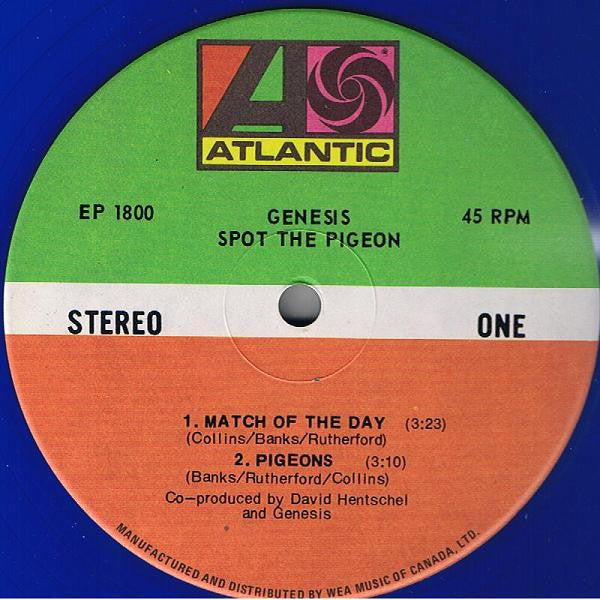 ATLANTIC
EP 1800
GENESIS
45 RPM
SPOT THE PIGEON
STEREO
ONE
1. MATCH OF THE DAY (3:23)
(Collins/Banks/Rutherford)
2. PIGEONS (3:10)
(Banks/Rutherford/Collins)
Co-produced by David Hentschel
and Genesis
MANUFACTURED AND DISTRIBUTED BY WEA MUSIC OF CANADA, LTD.